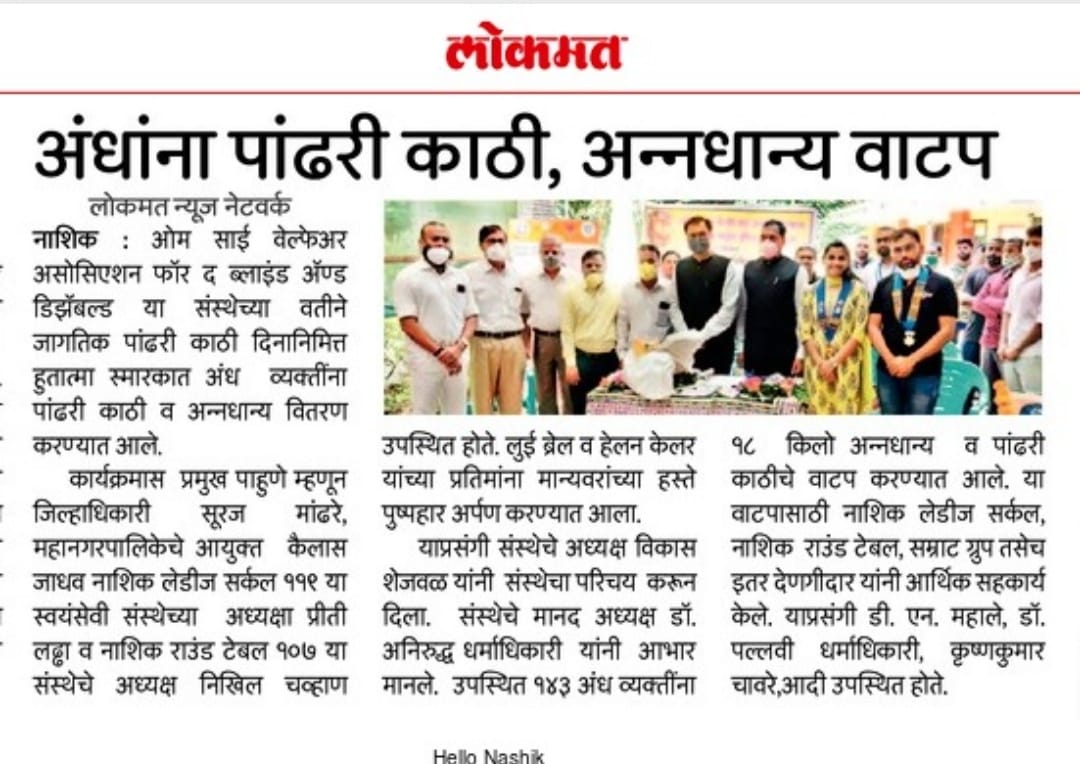 लोकमत
अंधांना पांढरी काठी, अन्नधान्य वाटप
लोकमत न्यूज नेटवर्क
नाशिक : ओम साई वेल्फेअर
असोसिएशन फॉर द ब्लाइंड ॲण्ड
डिझॅबल्ड या संस्थेच्या वतीने
जागतिक पांढरी काठी दिनानिमित्त
हुतात्मा स्मारकात अंध व्यक्तींना
पांढरी काठी व अन्नधान्य वितरण
करण्यात आले.
कार्यक्रमास प्रमुख पाहुणे म्हणून
जिल्हाधिकारी सूरज मांढरे,
महानगरपालिकेचे आयुक्त कैलास
जाधव नाशिक लेडीज सर्कल ११९ या
स्वयंसेवी संस्थेच्या अध्यक्षा प्रीती
लढ्ढा व नाशिक राउंड टेबल १०७ या
संस्थेचे अध्यक्ष निखिल चव्हाण
उपस्थित होते. लुई ब्रेल व हेलन केलर
यांच्या प्रतिमांना मान्यवरांच्या हस्ते
पुष्पहार अर्पण करण्यात आला.
याप्रसंगी संस्थेचे अध्यक्ष विकास
शेजवळ यांनी संस्थेचा परिचय करून
दिला. संस्थेचे मानद अध्यक्ष डॉ.
अनिरुद्ध धर्माधिकारी यांनी आभार
मानले. उपस्थित १४३ अंध व्यक्तींना
१८ किलो अन्नधान्य व पांढरी
काठीचे वाटप करण्यात आले. या
वाटपासाठी नाशिक लेडीज सर्कल,
नाशिक राउंड टेबल, सम्राट ग्रुप तसेच
इतर देणगीदार यांनी आर्थिक सहकार्य
केले. याप्रसंगी डी. एन. महाले, डॉ.
पल्लवी धर्माधिकारी, कृष्णकुमार
चावरे,आदी उपस्थित होते.
Hello Nashik